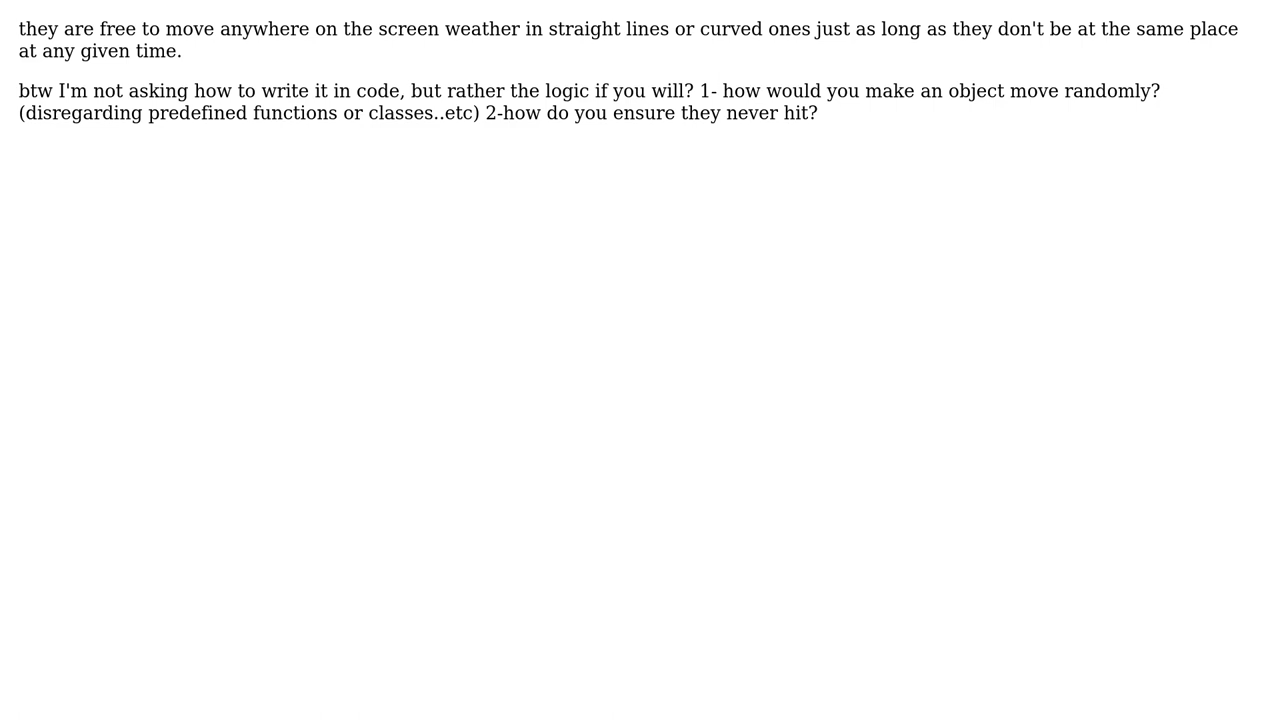 they are free to move anywhere on the screen weather in straight lines or curved ones just as long as they don't be at the same place
at any given time.
btw I'm not asking how to write it in code, but rather the logic if you will? 1- how would you make an object move randomly?
(disregarding predefined functions or classes..etc) 2-how do you ensure they never hit?